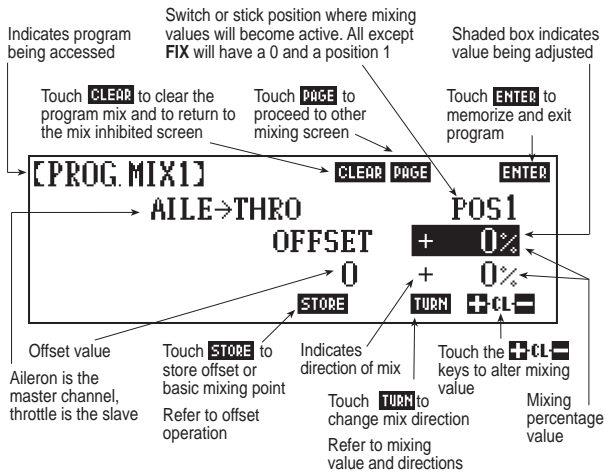 Indicates program
being accessed
Switch or stick position where mixing
values will become active. All except
FIX will have a 0 and a position 1
Shaded box indicates
value being adjusted
Touch CLEAR to clear the
program mix and to return to
the mix inhibited screen
Touch PAGE to
proceed to other
mixing screen
Touch ENTER to
memorize and exit
program
[PROG.MIX1]
CLEAR PAGE ENTER
AILE→THRO POS1
OFFSET + 0%
0 + 0%
STORE TURN +CL-
Offset value
Aileron is the
master channel,
throttle is the slave
Touch STORE to
store offset or
basic mixing point
Refer to offset
operation
Indicates
direction of mix
Touch TURN to
change mix direction
Refer to mixing
value and directions
Touch the +CL-
keys to alter mixing
value
Mixing
percentage
value